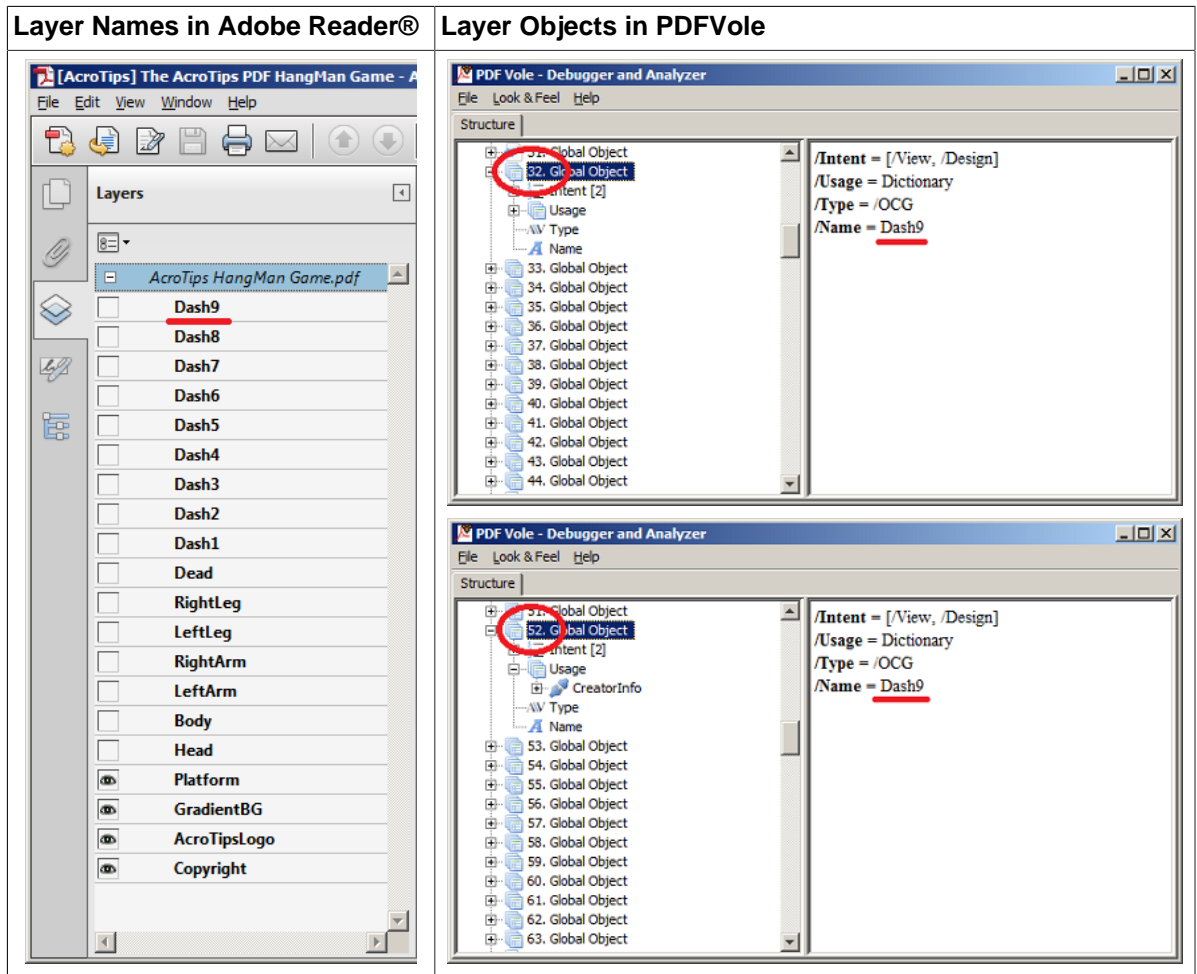 Layer Names in Adobe Reader®
Layer Objects in PDFVole
[AcroTips] The AcroTips PDF HangMan Game - A
File Edit View Window Help
Layers
AcroTips HangMan Game.pdf
Dash9
Dash8
Dash7
Dash6
Dash5
Dash4
Dash3
Dash2
Dash1
Dead
RightLeg
LeftLeg
RightArm
LeftArm
Body
Head
Platform
GradientBG
AcroTipsLogo
Copyright
PDF Vole - Debugger and Analyzer
File Look & Feel Help
Structure
31. Global Object
32. Global Object
Intent [2]
Usage
Type
Name
33. Global Object
34. Global Object
35. Global Object
36. Global Object
37. Global Object
38. Global Object
39. Global Object
40. Global Object
41. Global Object
42. Global Object
43. Global Object
44. Global Object
/Intent = [/View, /Design]
/Usage = Dictionary
/Type = /OCG
/Name = Dash9
PDF Vole - Debugger and Analyzer
File Look & Feel Help
Structure
51. Global Object
52. Global Object
Intent [2]
Usage
CreatorInfo
Type
Name
53. Global Object
54. Global Object
55. Global Object
56. Global Object
57. Global Object
58. Global Object
59. Global Object
60. Global Object
61. Global Object
62. Global Object
63. Global Object
/Intent = [/View, /Design]
/Usage = Dictionary
/Type = /OCG
/Name = Dash9